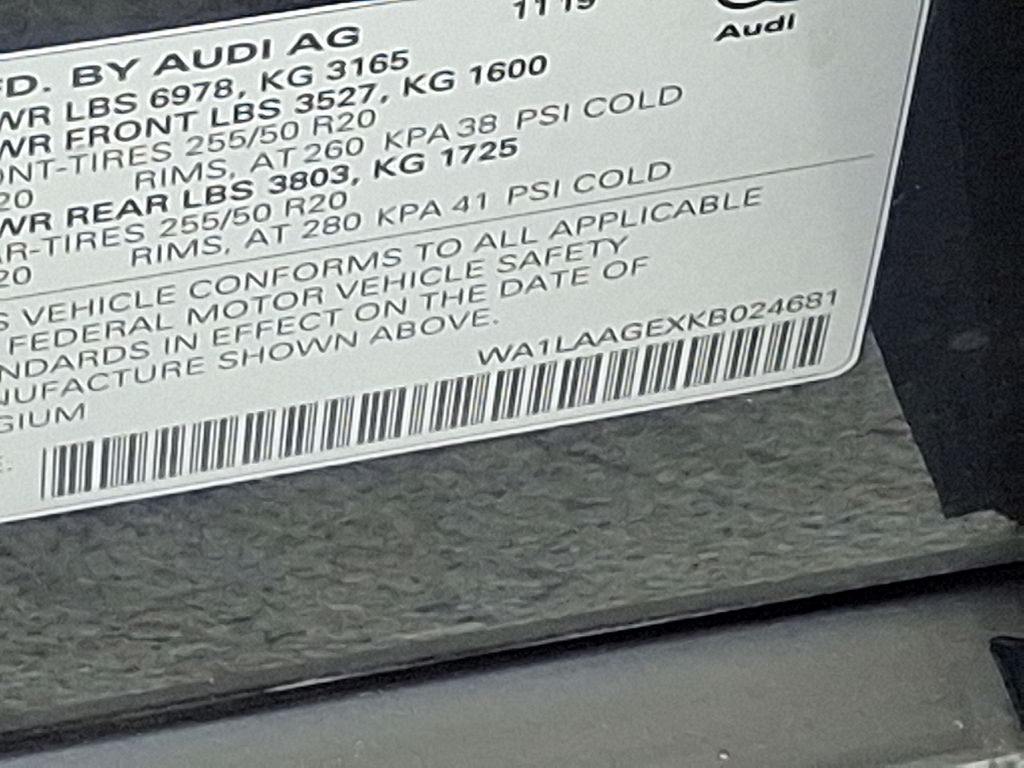 11 19
Audi
FD. BY AUDI AG
WR LBS 6978, KG 3165
WR FRONT LBS 3527, KG 1600
ONT-TIRES 255/50 R20
20 RIMS, AT 260 KPA 38 PSI COLD
WR REAR LBS 3803, KG 1725
AR-TIRES 255/50 R20
20 RIMS, AT 280 KPA 41 PSI COLD
S VEHICLE CONFORMS TO ALL APPLICABLE
FEDERAL MOTOR VEHICLE SAFETY
NDARDS IN EFFECT ON THE DATE OF
NUFACTURE SHOWN ABOVE.
WA1LAAGEXKB024681
GIUM
E.